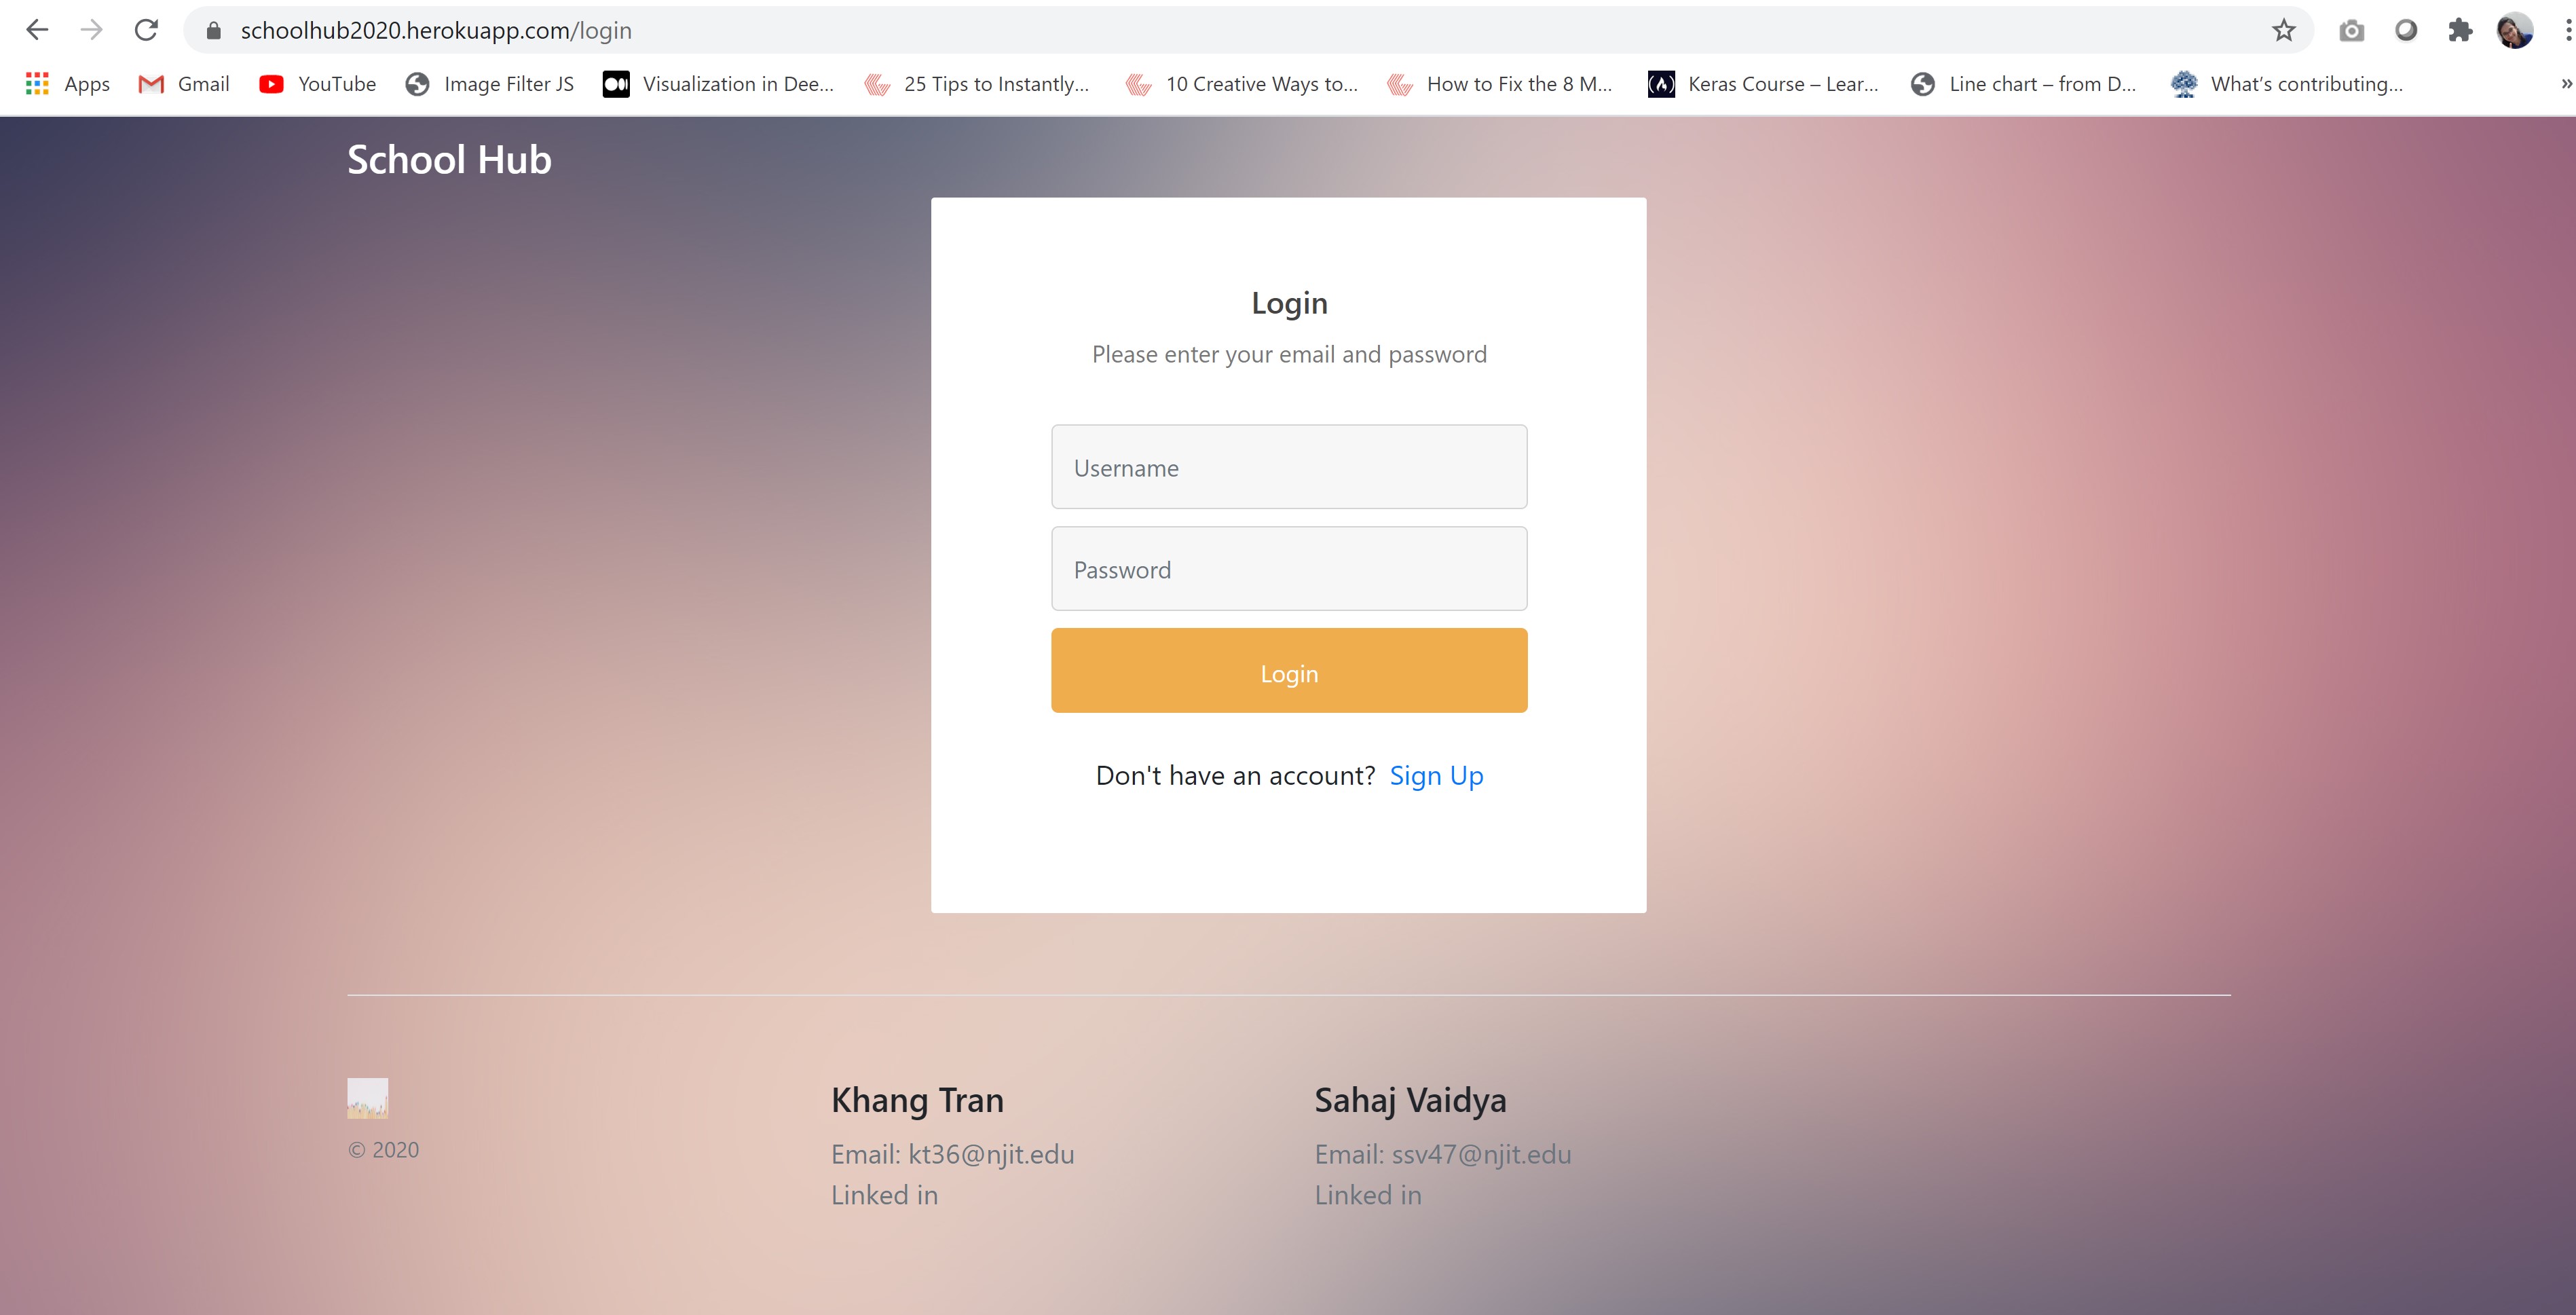 schoolhub2020.herokuapp.com/login
Apps Gmail YouTube Image Filter JS Visualization in Dee... 25 Tips to Instantly... 10 Creative Ways to... How to Fix the 8 M... Keras Course – Lear... Line chart – from D... What's contributing... »
School Hub
Login
Please enter your email and password
Username
Password
Login
Don't have an account? Sign Up
© 2020
Khang Tran
Email: kt36@njit.edu
Linked in
Sahaj Vaidya
Email: ssv47@njit.edu
Linked in